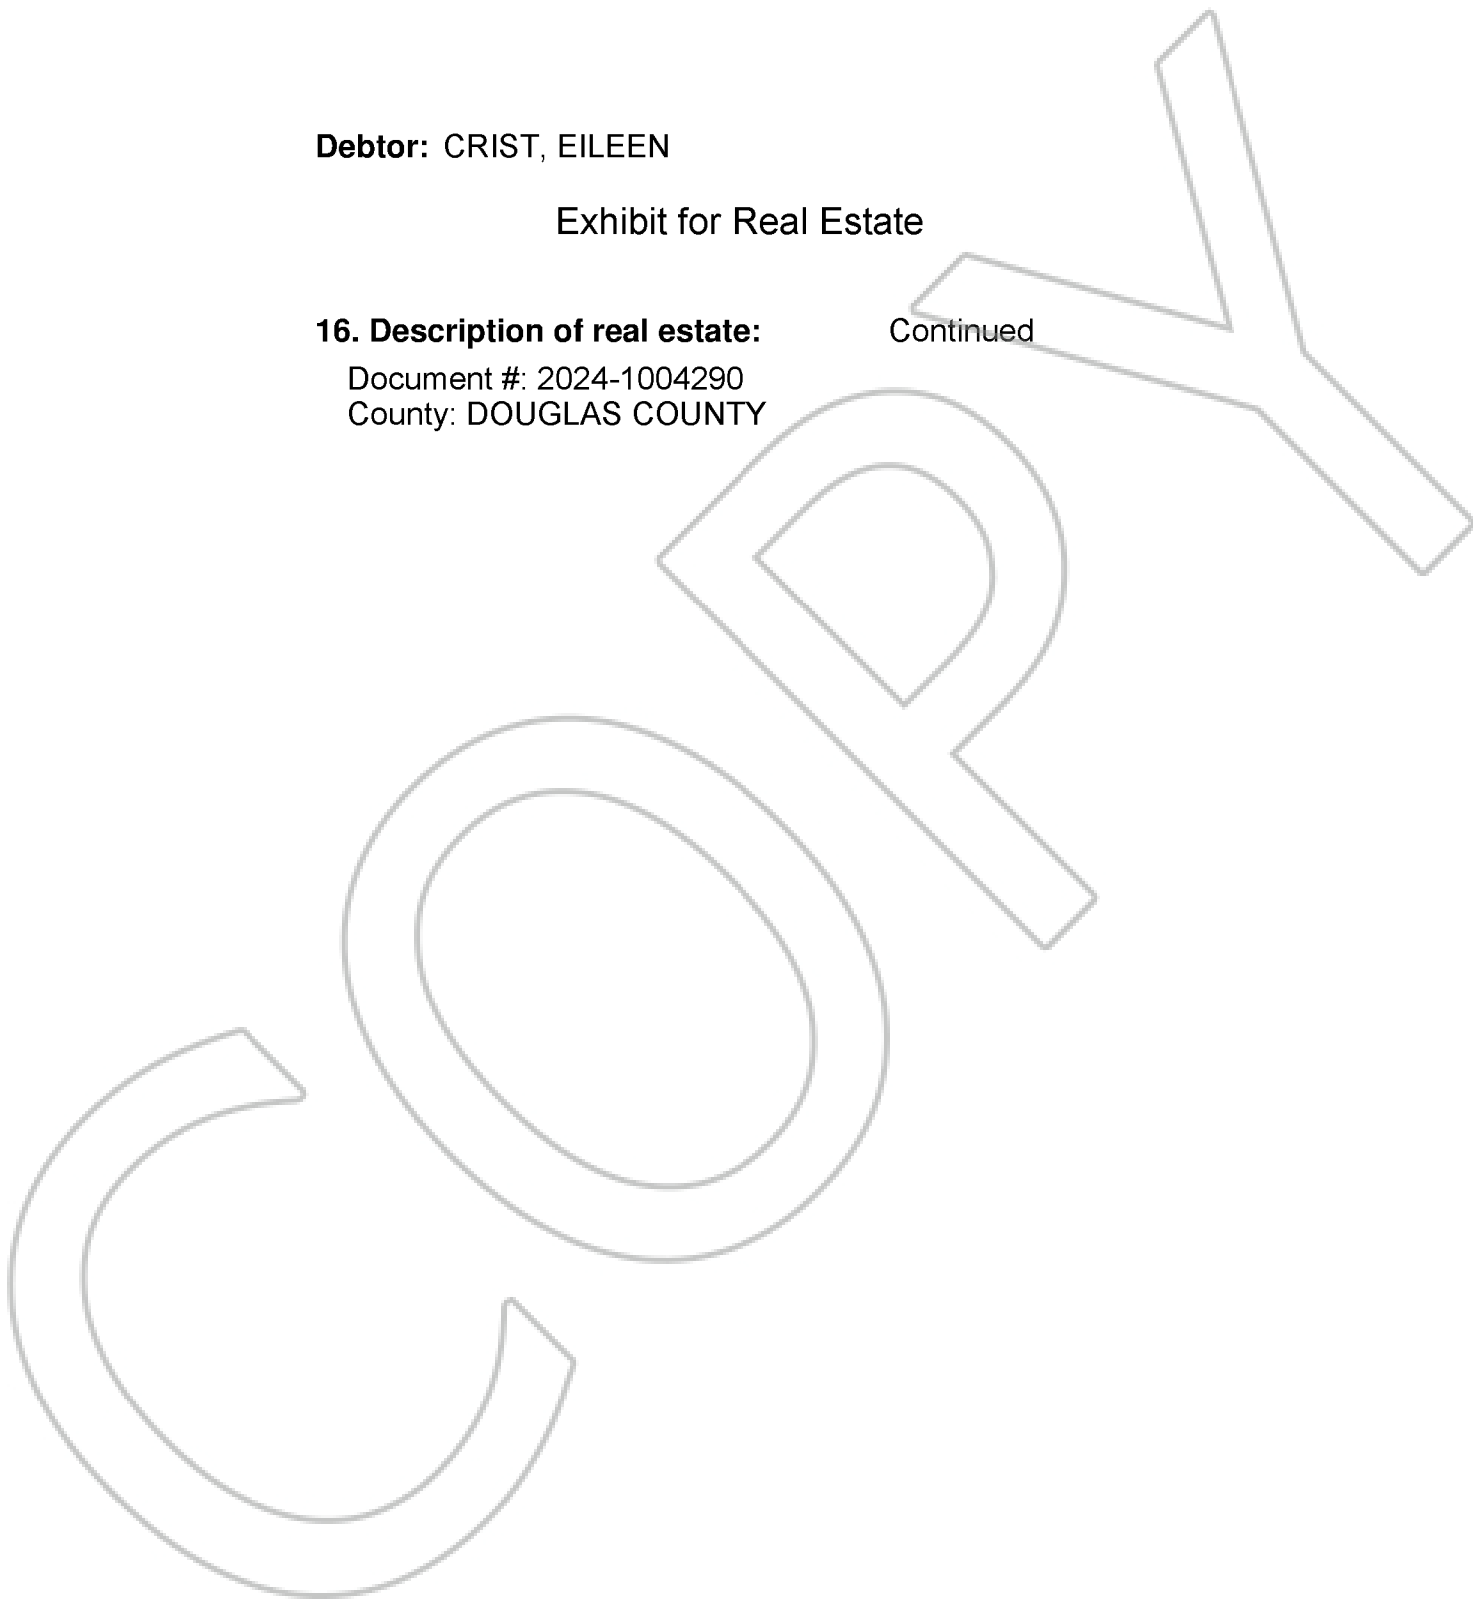 Debtor: CRIST, EILEEN
Exhibit for Real Estate
16. Description of real estate: Continued
Document #: 2024-1004290
County: DOUGLAS COUNTY
COPY